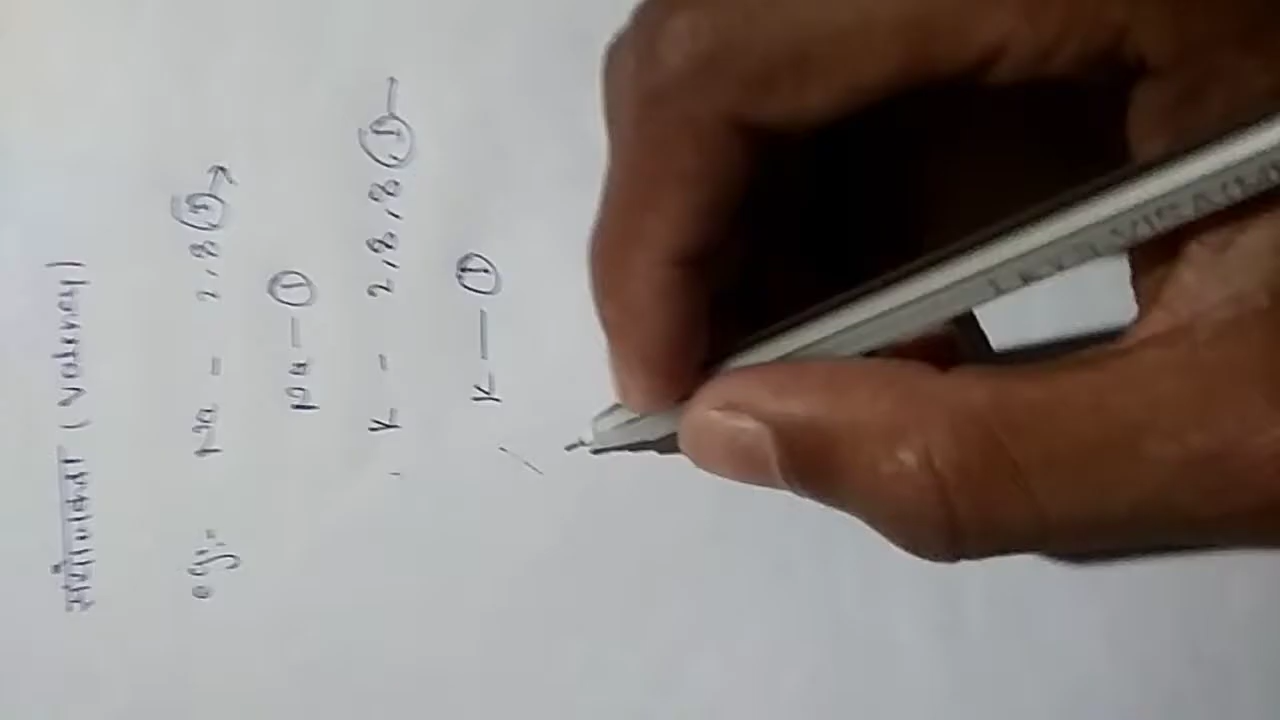 संयोजकता (Valency)
eg:- Na - 2,8,1 →
Na - 1
K - 2,8,8,1 →
K - 1